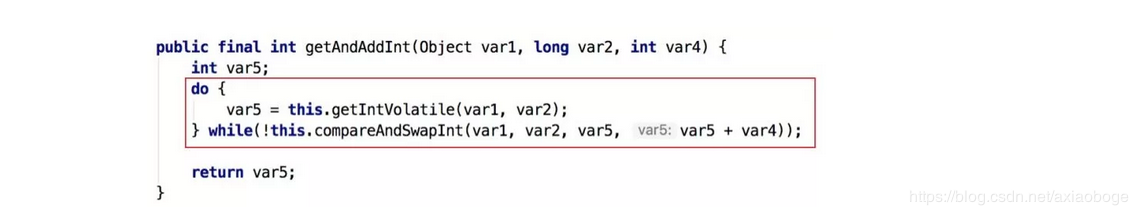 public final int getAndAddInt(Object var1, long var2, int var4) {
int var5;
do {
var5 = this.getIntVolatile(var1, var2);
} while(!this.compareAndSwapInt(var1, var2, var5, var5: var5 + var4));
return var5;
}
https://blog.csdn.net/axiaoboge